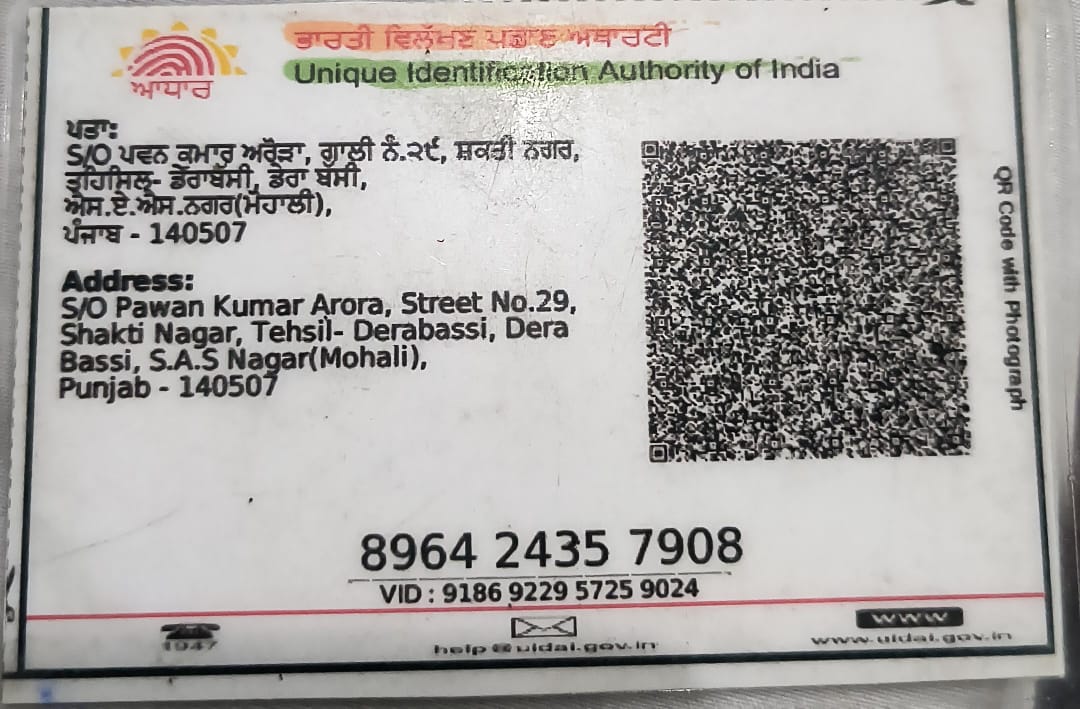 ਭਾਰਤੀ ਵਿਲੱਖਣ ਪਛਾਣ ਅਥਾਰਟੀ
Unique Identification Authority of India
ਆਧਾਰ
ਪਤਾ:
S/O ਪਵਨ ਕੁਮਾਰ ਅਰੋੜਾ, ਗਾਲੀ ਨੰ.੨੯, ਸ਼ਕਤੀ ਨਗਰ,
ਤਹਿਸਿਲ- ਡੇਰਾਬੱਸੀ, ਡੇਰਾ ਬੱਸੀ,
ਐਸ.ਏ.ਐਸ.ਨਗਰ(ਮੋਹਾਲੀ),
ਪੰਜਾਬ - 140507
Address:
S/O Pawan Kumar Arora, Street No.29,
Shakti Nagar, Tehsil- Derabassi, Dera
Bassi, S.A.S Nagar(Mohali),
Punjab - 140507
QR Code with Photograph
8964 2435 7908
VID : 9186 9229 5725 9024
1947
help@uidai.gov.in
www
www.uidai.gov.in